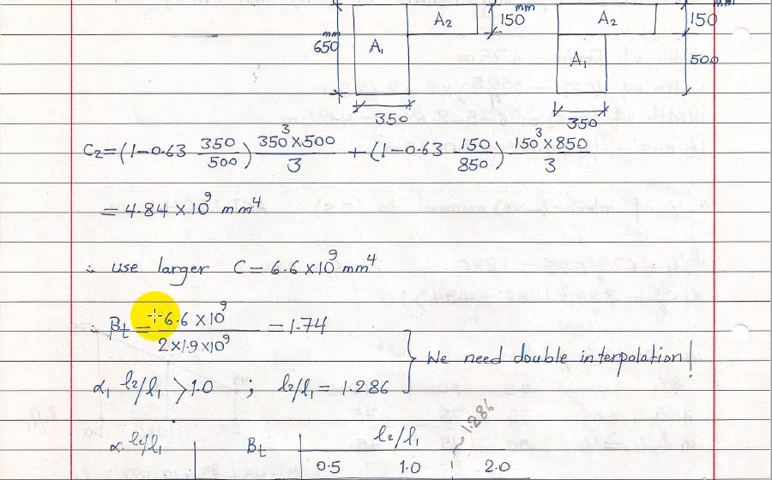 mm 650 A₁ A₂ 150 mm A₂ 150 mm
A₁ 500
350 350
C₂ = (1-0.63 350/500) 350³×500/3 + (1-0.63 150/850) 150³×850/3
= 4.84 ×10⁹ mm⁴
∴ use larger C = 6.6 ×10⁹ mm⁴
∴ βt = 6.6 ×10⁹ / 2×1.9×10⁹ = 1.74
We need double interpolation!
α₁ l₂/l₁ > 1.0 ; l₂/l₁ = 1.286
1.286
α₁ l₂/l₁ βt l₂/l₁
0.5 1.0 2.0